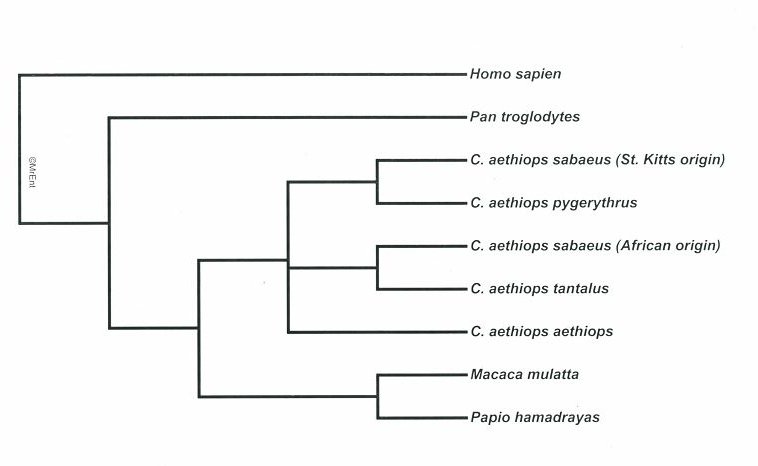 Homo sapien
Pan troglodytes
C. aethiops sabaeus (St. Kitts origin)
©MrEnt
C. aethiops pygerythrus
C. aethiops sabaeus (African origin)
C. aethiops tantalus
C. aethiops aethiops
Macaca mulatta
Papio hamadrayas